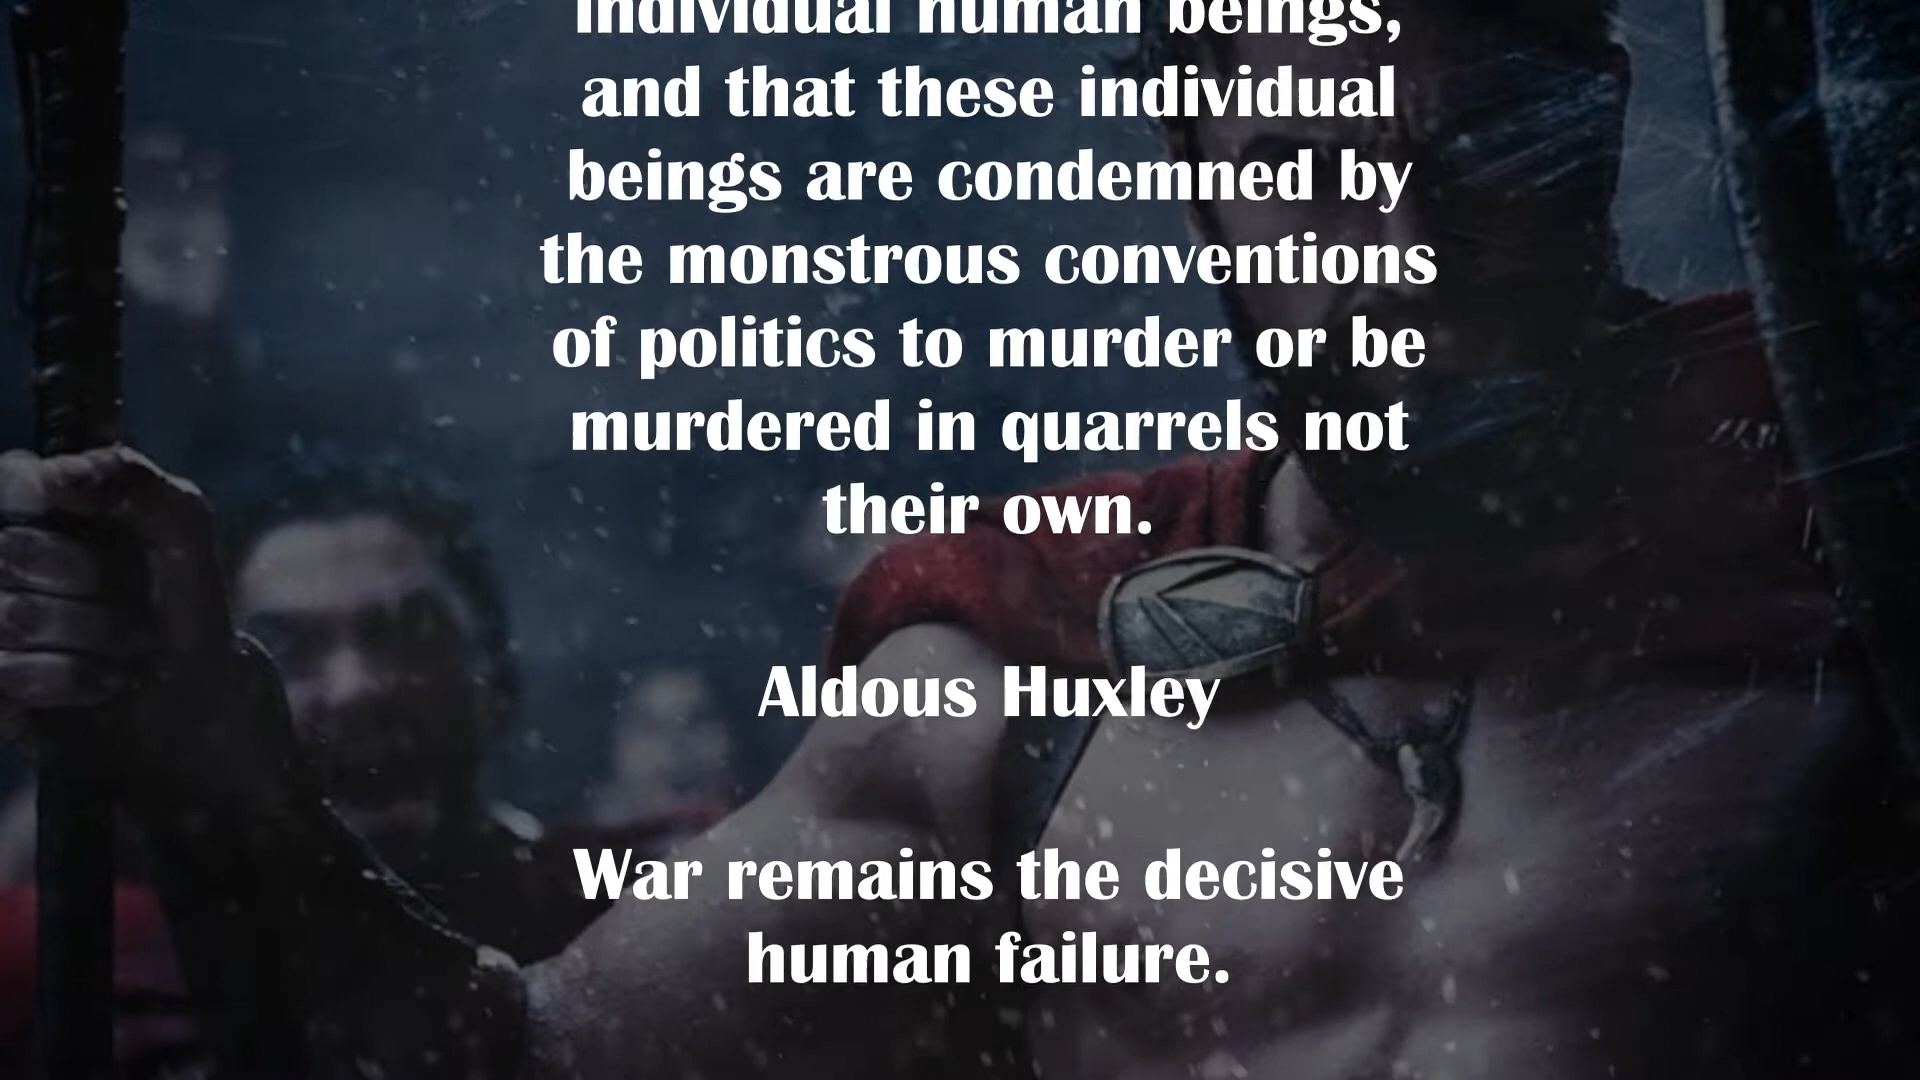 individual human beings,
and that these individual
beings are condemned by
the monstrous conventions
of politics to murder or be
murdered in quarrels not
their own.
Aldous Huxley
War remains the decisive
human failure.